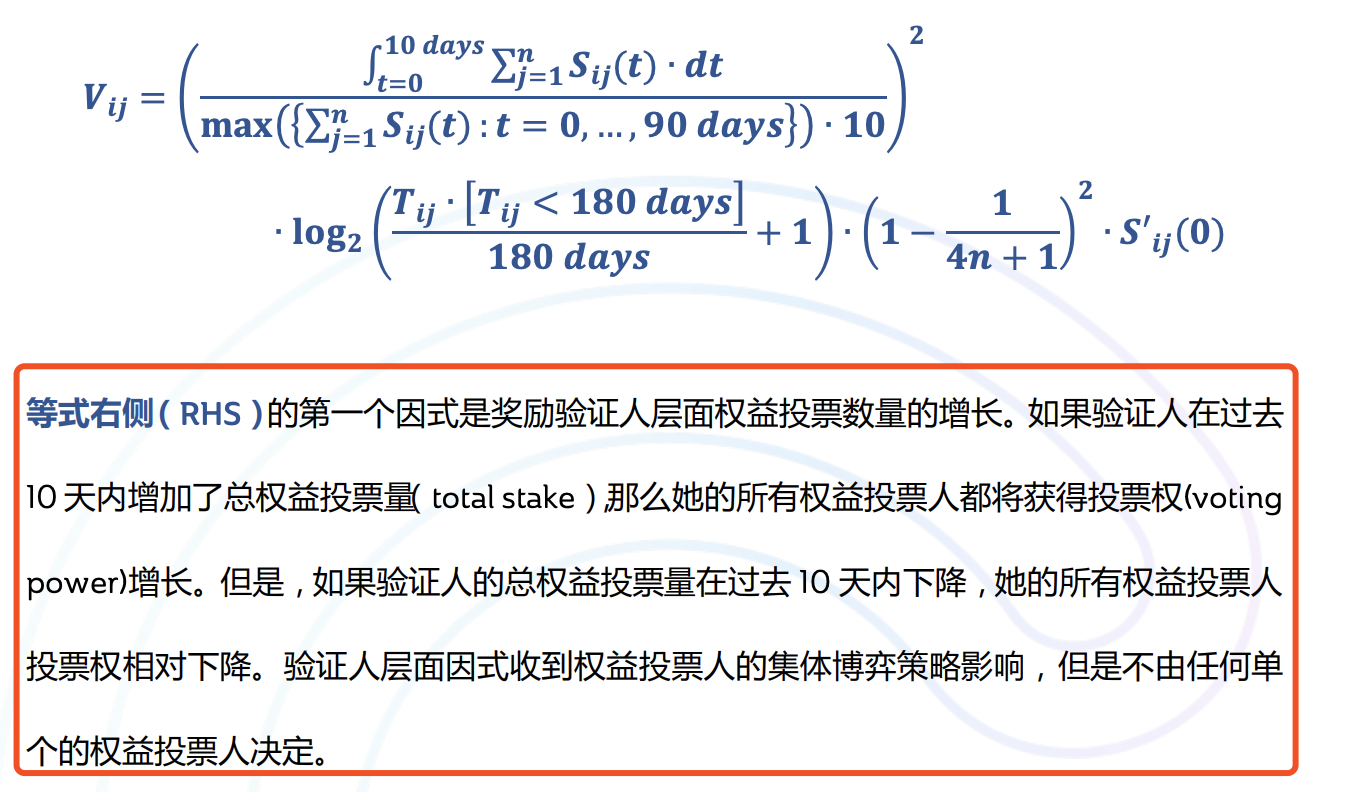 V_{ij} = \left( \frac{\int_{t=0}^{10\ days} \sum_{j=1}^{n} S_{ij}(t) \cdot dt}{\max(\{\sum_{j=1}^{n} S_{ij}(t) : t = 0, \ldots, 90\ days\}) \cdot 10} \right)^2
\cdot \log_2 \left( \frac{T_{ij} \cdot [T_{ij} < 180\ days]}{180\ days} + 1 \right) \cdot \left( 1 - \frac{1}{4n + 1} \right)^2 \cdot S'_{ij}(0)
等式右侧( RHS )的第一个因式是奖励验证人层面权益投票数量的增长。如果验证人在过去
10 天内增加了总权益投票量( total stake ),那么她的所有权益投票人都将获得投票权(voting
power)增长。但是,如果验证人的总权益投票量在过去 10 天内下降,她的所有权益投票人
投票权相对下降。验证人层面因式收到权益投票人的集体博弈策略影响,但是不由任何单
个的权益投票人决定。